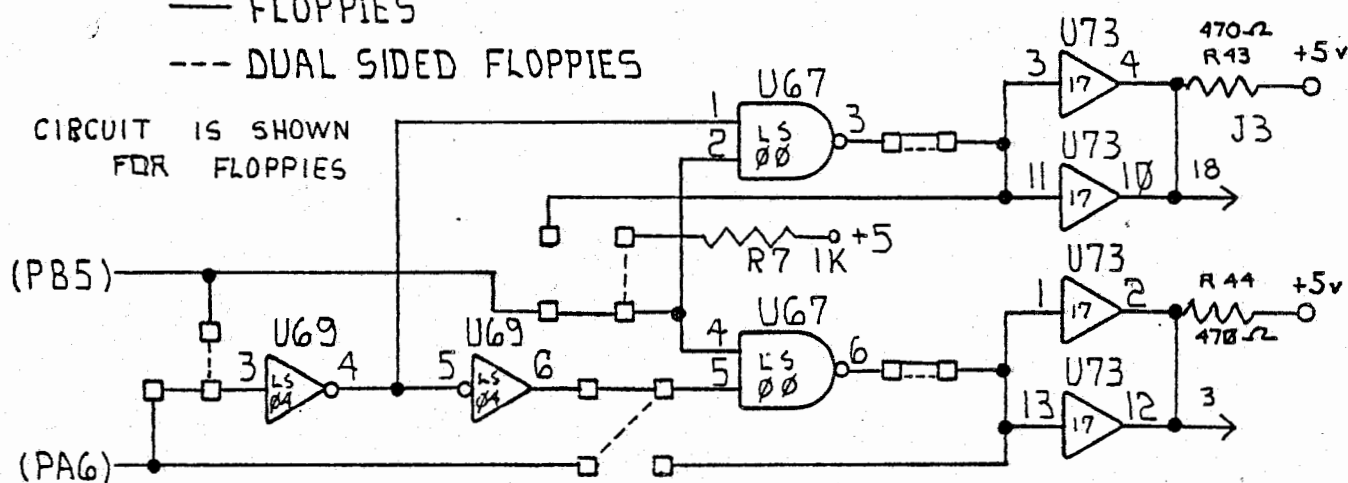 FLOPPIES
--- DUAL SIDED FLOPPIES
CIRCUIT IS SHOWN
FOR FLOPPIES
U67
1
2
LS
ØØ
3
U73
3
17
4
470Ω
R43
+5v
J3
U73
11
17
1Ø
18
R7 1K
+5
(PB5)
U69
3
LS
Ø4
4
U69
5
LS
Ø4
6
U67
4
5
LS
ØØ
6
U73
1
17
2
R44
47ØΩ
+5v
U73
13
17
12
3
(PA6)